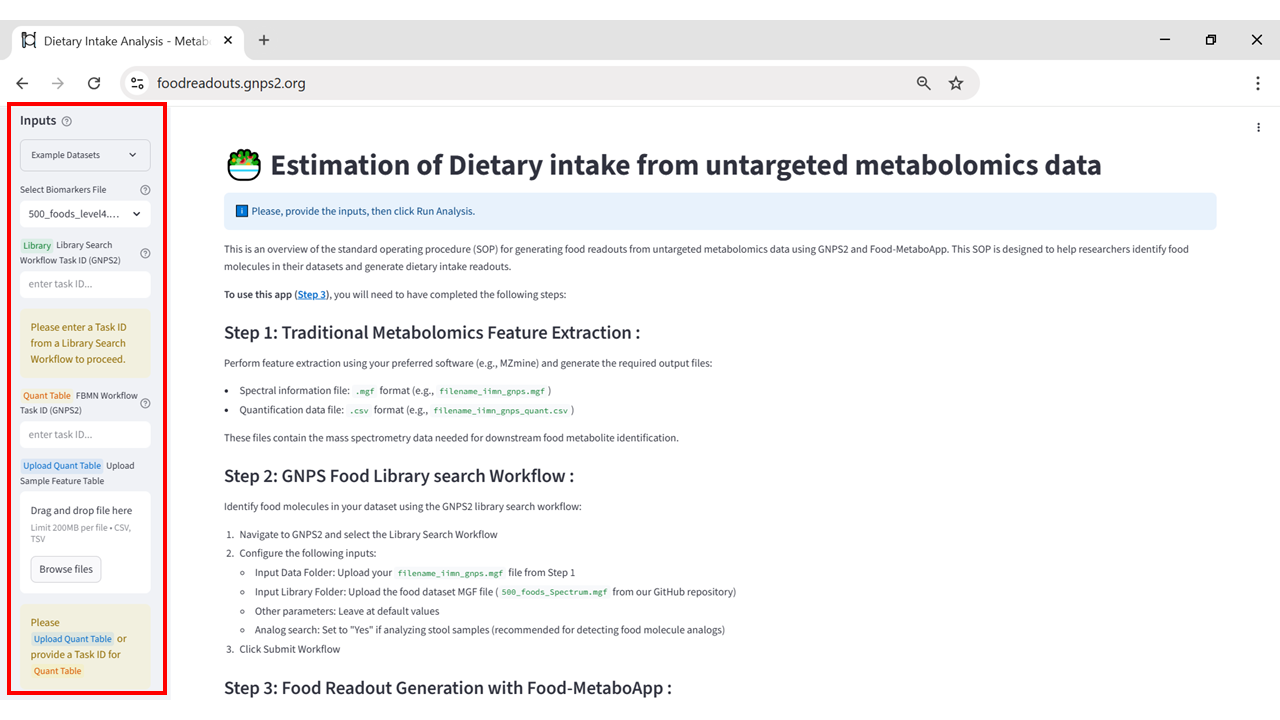 Dietary Intake Analysis - Metab
foodreadouts.gnps2.org
Inputs
Example Datasets
Select Biomarkers File
500_foods_level4....
Library Library Search
Workflow Task ID (GNPS2)
enter task ID...
Please enter a Task ID
from a Library Search
Workflow to proceed.
Quant Table FBMN Workflow
Task ID (GNPS2)
enter task ID...
Upload Quant Table Upload
Sample Feature Table
Drag and drop file here
Limit 200MB per file • CSV,
TSV
Browse files
Please
Upload Quant Table or
provide a Task ID for
Quant Table
Estimation of Dietary intake from untargeted metabolomics data
Please, provide the inputs, then click Run Analysis.
This is an overview of the standard operating procedure (SOP) for generating food readouts from untargeted metabolomics data using GNPS2 and Food-MetaboApp. This SOP is designed to help researchers identify food
molecules in their datasets and generate dietary intake readouts.
To use this app (Step 3), you will need to have completed the following steps:
Step 1: Traditional Metabolomics Feature Extraction :
Perform feature extraction using your preferred software (e.g., MZmine) and generate the required output files:
• Spectral information file: .mgf format (e.g., filename_iimn_gnps.mgf)
• Quantification data file: .csv format (e.g., filename_iimn_gnps_quant.csv)
These files contain the mass spectrometry data needed for downstream food metabolite identification.
Step 2: GNPS Food Library search Workflow :
Identify food molecules in your dataset using the GNPS2 library search workflow:
1. Navigate to GNPS2 and select the Library Search Workflow
2. Configure the following inputs:
◦ Input Data Folder: Upload your filename_iimn_gnps.mgf file from Step 1
◦ Input Library Folder: Upload the food dataset MGF file (500_foods_Spectrum.mgf from our GitHub repository)
◦ Other parameters: Leave at default values
◦ Analog search: Set to "Yes" if analyzing stool samples (recommended for detecting food molecule analogs)
3. Click Submit Workflow
Step 3: Food Readout Generation with Food-MetaboApp :